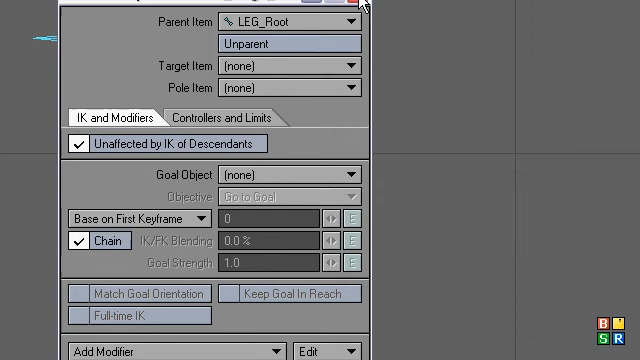 Parent Item LEG_Root
Unparent
Target Item (none)
Pole Item (none)
IK and Modifiers Controllers and Limits
Unaffected by IK of Descendants
Goal Object (none)
Objective Go to Goal
Base on First Keyframe 0 E
Chain IK/FK Blending 0.0 % E
Goal Strength 1.0 E
Match Goal Orientation Keep Goal In Reach
Full-time IK
Add Modifier Edit
B
S R